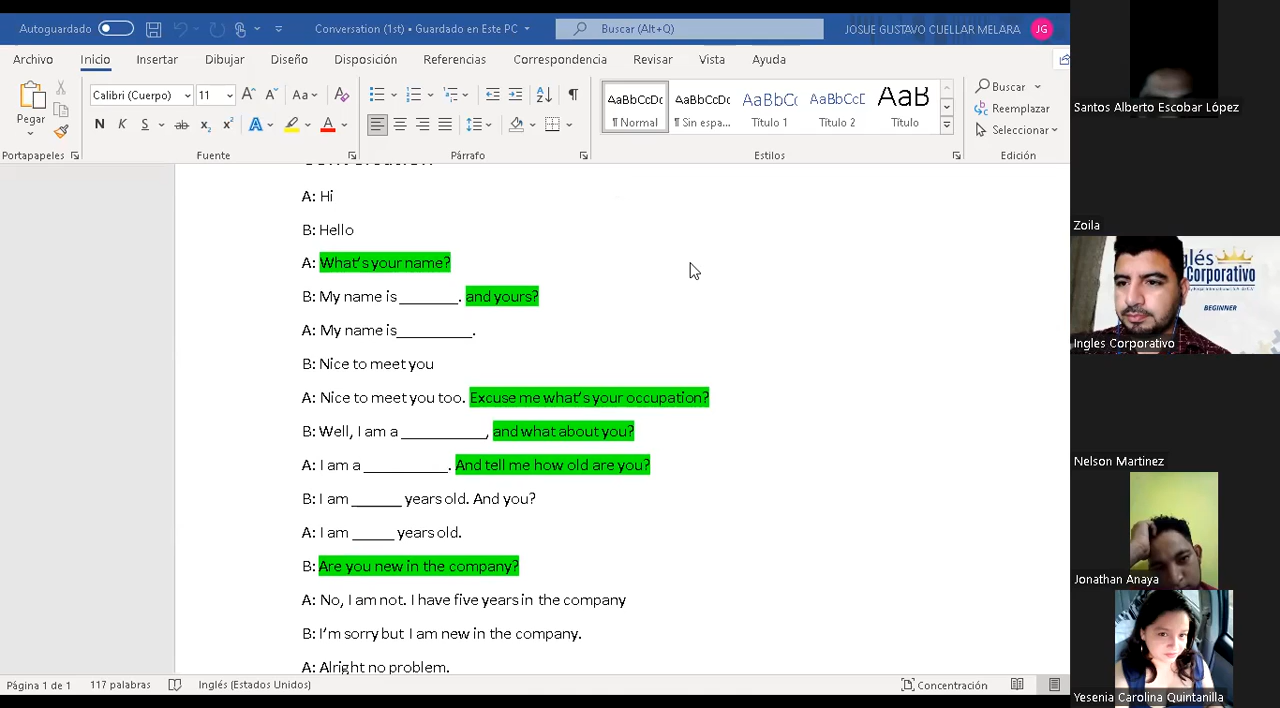 Autoguardado
Conversation (1st) • Guardado en Este PC
Buscar (Alt+Q)
JOSUE GUSTAVO CUELLAR MELARA
JG
Archivo Inicio Insertar Dibujar Diseño Disposición Referencias Correspondencia Revisar Vista Ayuda
Pegar
Calibri (Cuerpo) 11
Aa
N K S ab x₂ x² A A
AaBbCcDc AaBbCcDc AaBbCc AaBbCcE AaB
¶ Normal ¶ Sin espa... Título 1 Título 2 Título
Buscar
Reemplazar
Seleccionar
Portapapeles Fuente Párrafo Estilos Edición
Conversation
A: Hi
B: Hello
A: What's your name?
B: My name is ________. and yours?
A: My name is__________.
B: Nice to meet you
A: Nice to meet you too. Excuse me what's your occupation?
B: Well, I am a ___________, and what about you?
A: I am a ___________. And tell me how old are you?
B: I am _______ years old. And you?
A: I am ______ years old.
B: Are you new in the company?
A: No, I am not. I have five years in the company
B: I'm sorry but I am new in the company.
A: Alright no problem.
Página 1 de 1 117 palabras Inglés (Estados Unidos) Concentración
Santos Alberto Escobar López
Zoila
Inglés
Corporativo
BEGINNER
Ingles Corporativo
Nelson Martinez
Jonathan Anaya
Yesenia Carolina Quintanilla